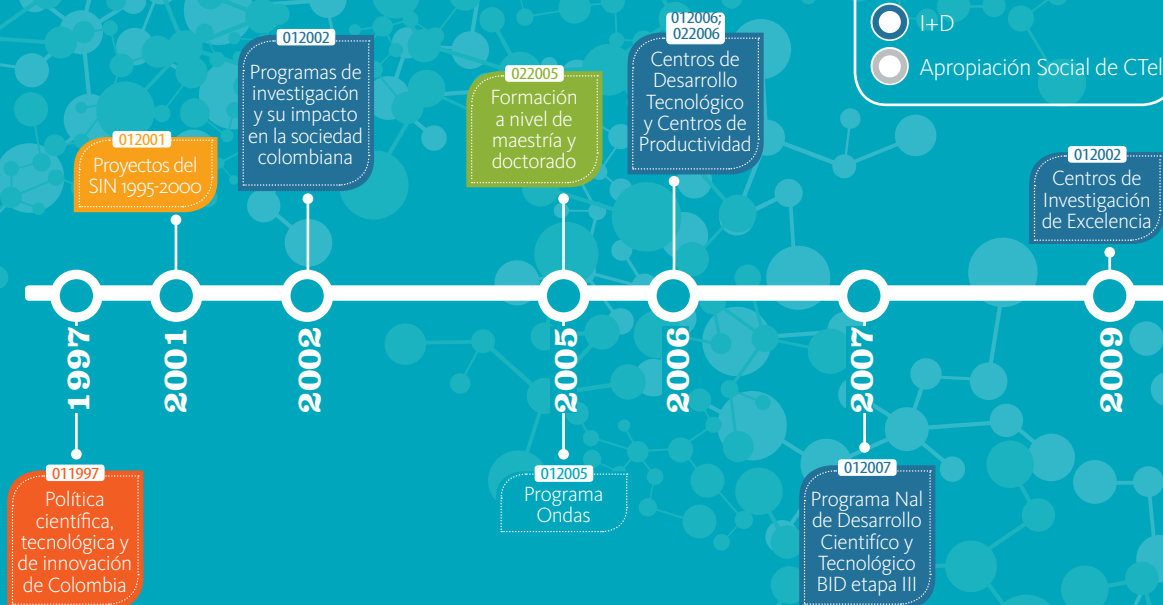 I+D
Apropiación Social de CTeI
012001
Proyectos del
SIN 1995-2000
012002
Programas de
investigación
y su impacto
en la sociedad
colombiana
022005
Formación
a nivel de
maestría y
doctorado
012006;
022006
Centros de
Desarrollo
Tecnológico
y Centros de
Productividad
012002
Centros de
Investigación
de Excelencia
1997
2001
2002
2005
2006
2007
2009
011997
Política
científica,
tecnológica y
de innovación
de Colombia
012005
Programa
Ondas
012007
Programa Nal
de Desarrollo
Cientifíco y
Tecnológico
BID etapa III